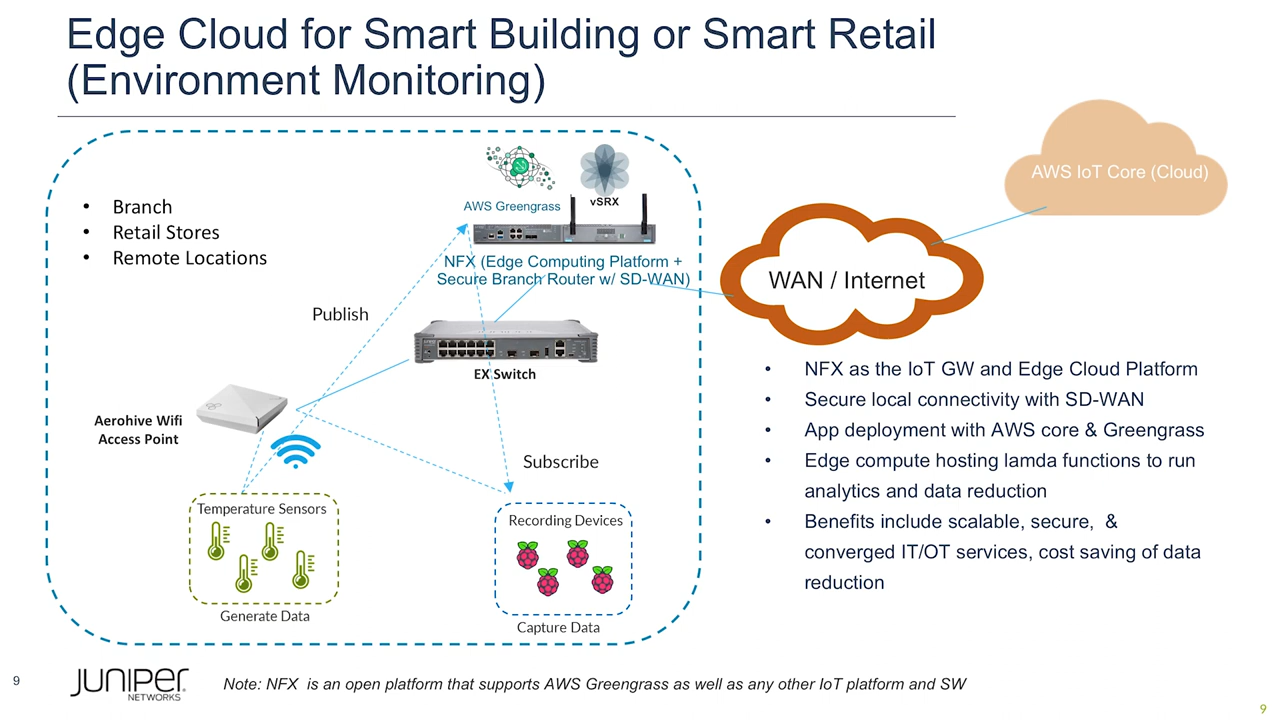 Edge Cloud for Smart Building or Smart Retail
(Environment Monitoring)
AWS IoT Core (Cloud)
• Branch
• Retail Stores
• Remote Locations
AWS Greengrass
vSRX
NFX (Edge Computing Platform +
Secure Branch Router w/ SD-WAN)
WAN / Internet
Publish
EX Switch
Aerohive Wifi
Access Point
Subscribe
Temperature Sensors
Generate Data
Recording Devices
Capture Data
• NFX as the IoT GW and Edge Cloud Platform
• Secure local connectivity with SD-WAN
• App deployment with AWS core & Greengrass
• Edge compute hosting lamda functions to run
analytics and data reduction
• Benefits include scalable, secure, &
converged IT/OT services, cost saving of data
reduction
9
JUNIPER
NETWORKS
Note: NFX is an open platform that supports AWS Greengrass as well as any other IoT platform and SW
9